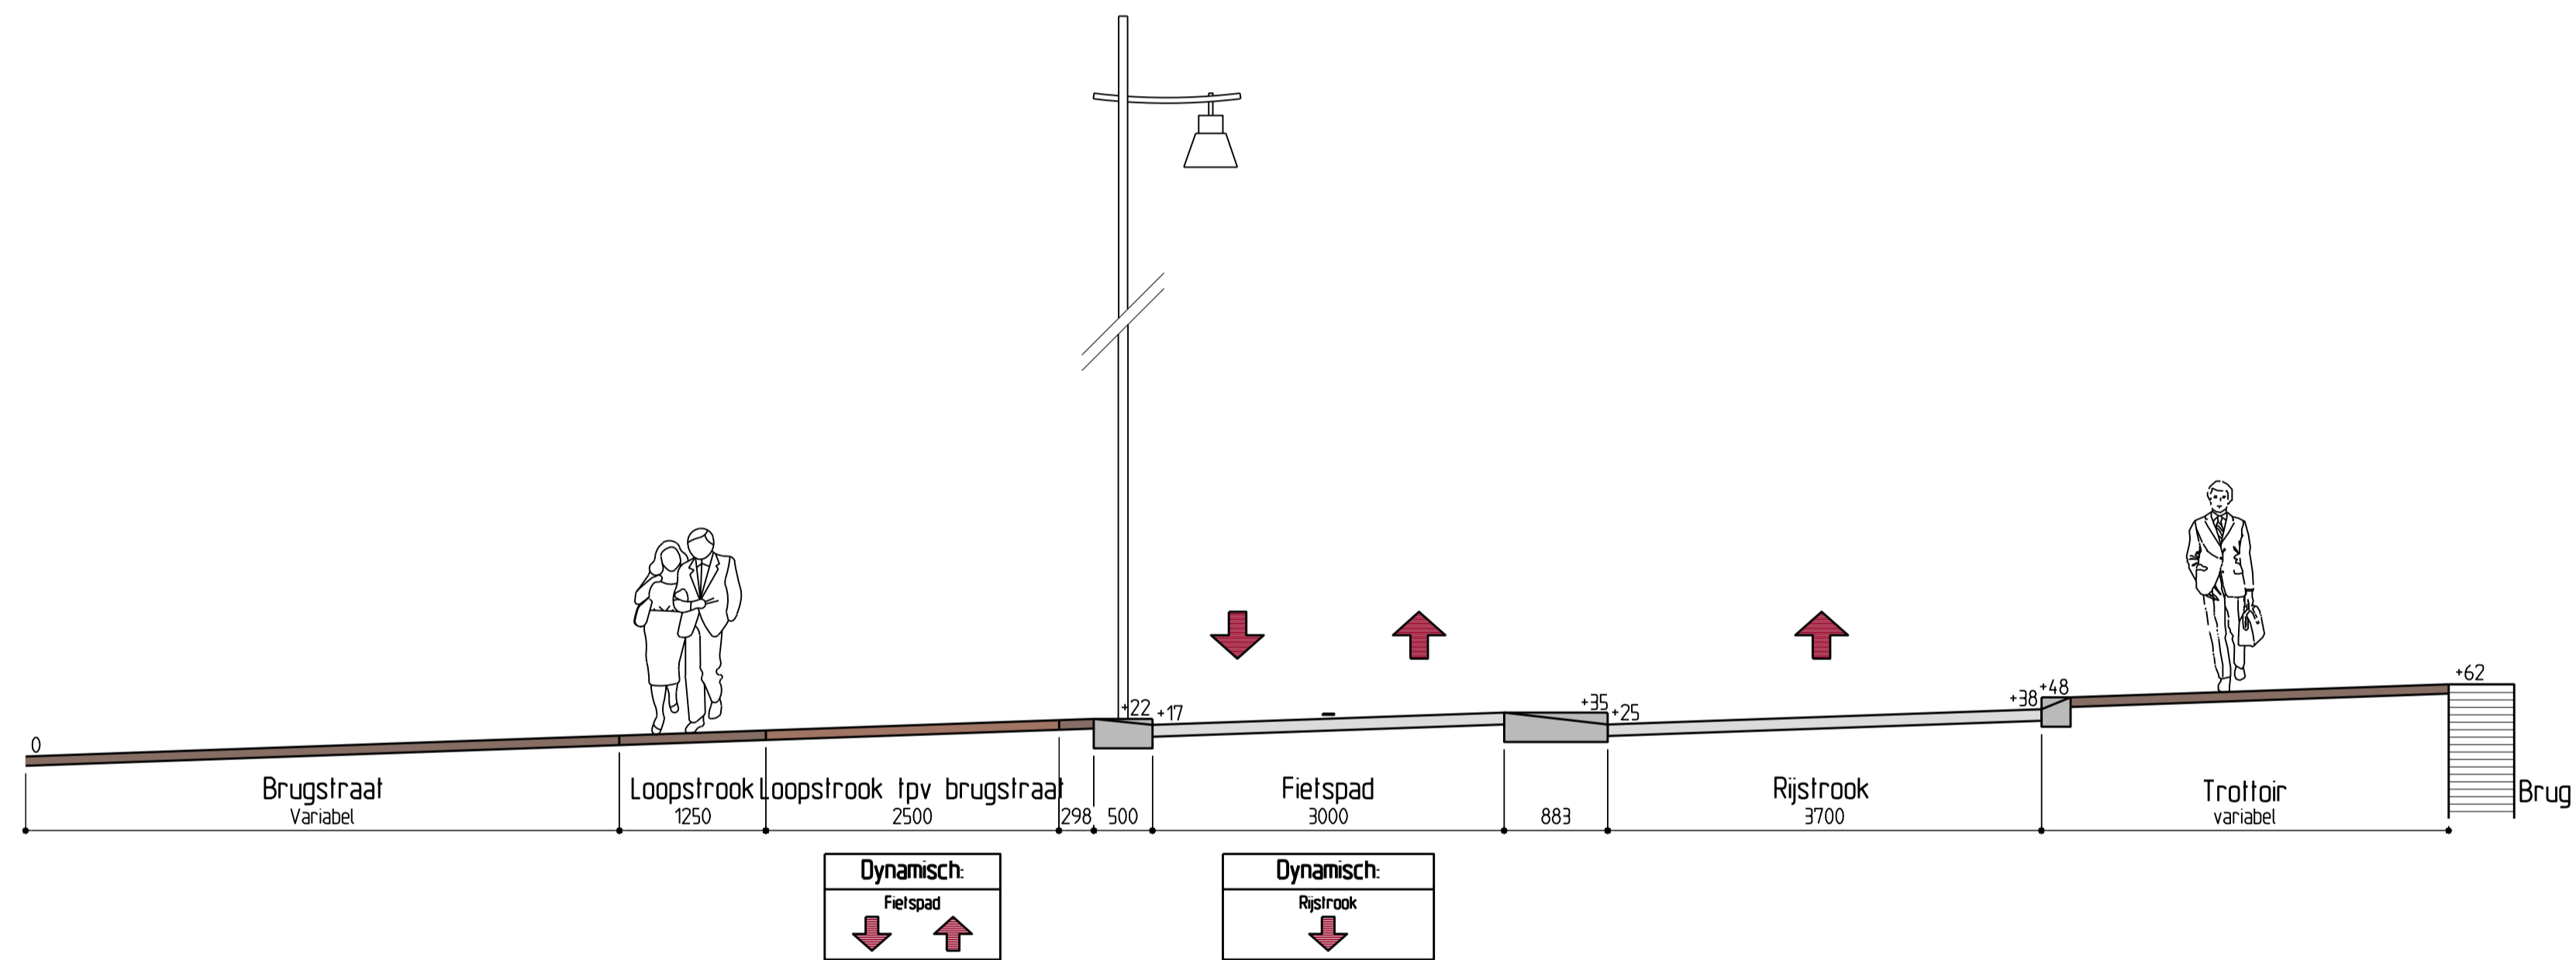 0
+22
+17
+35
+25
+38
+48
+62
Brugstraat
Variabel
Loopstrook
1250
Loopstrook tpv brugstraat
2500
298
500
Fietspad
3000
883
Rijstrook
3700
Trottoir
variabel
Brug
Dynamisch:
Fietspad
Dynamisch:
Rijstrook